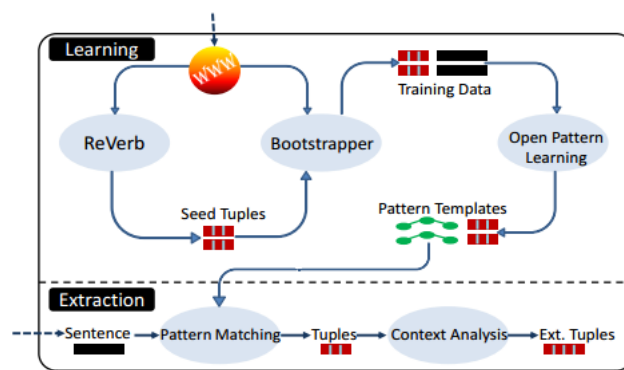 Learning
WWW
Training Data
ReVerb
Bootstrapper
Open Pattern
Learning
Seed Tuples
Pattern Templates
Extraction
Sentence
Pattern Matching
Tuples
Context Analysis
Ext. Tuples